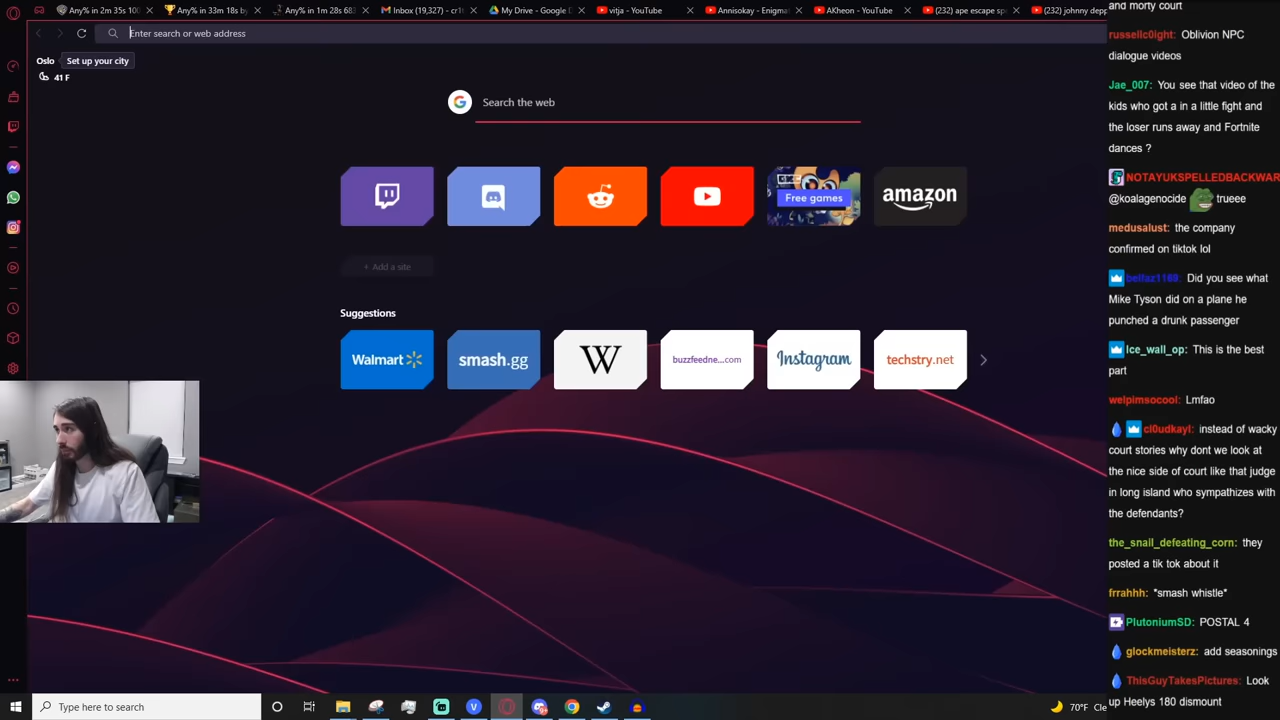 Any% in 2m 35s 100
Any% in 33m 18s by
Any% in 1m 28s 682
Inbox (19,327) - cr1
My Drive - Google D
vitja - YouTube
Annisokay - Enigmat
AKheon - YouTube
(232) ape escape sp
(232) johnny depp
Enter search or web address
Oslo
Set up your city
41 F
Search the web
Free games
amazon
+ Add a site
Suggestions
Walmart
smash.gg
W
buzzfeedne...com
Instagram
techstry.net
and morty court
russellc0ight: Oblivion NPC
dialogue videos
Jae_007: You see that video of the
kids who got a in a little fight and
the loser runs away and Fortnite
dances ?
NOTAYUKSPELLEDBACKWAR
@koalagenocide trueee
medusalust: the company
confirmed on tiktok lol
bellaz1169: Did you see what
Mike Tyson did on a plane he
punched a drunk passenger
Ice_wall_op: This is the best
part
welpimsocool: Lmfao
cl0udkayl: instead of wacky
court stories why dont we look at
the nice side of court like that judge
in long island who sympathizes with
the defendants?
the_snail_defeating_corn: they
posted a tik tok about it
frrahhh: *smash whistle*
PlutoniumSD: POSTAL 4
glockmeisterz: add seasonings
ThisGuyTakesPictures: Look
up Heelys 180 dismount
Type here to search
70°F Cle